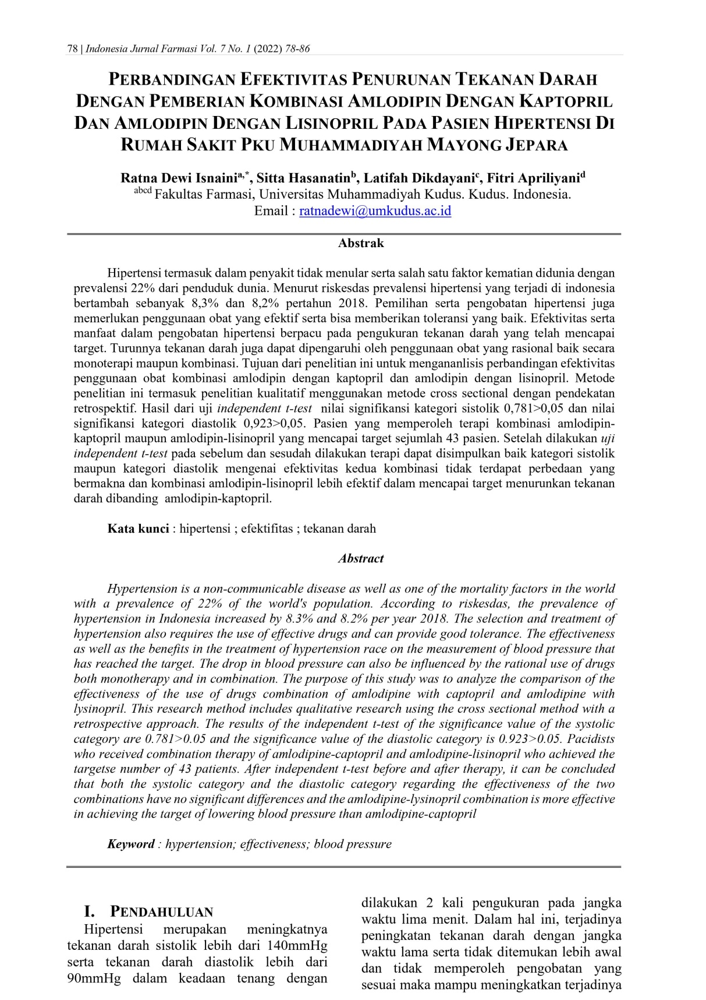 78 | Indonesia Jurnal Farmasi Vol. 7 No. 1 (2022) 78-86
PERBANDINGAN EFEKTIVITAS PENURUNAN TEKANAN DARAH
DENGAN PEMBERIAN KOMBINASI AMLODIPIN DENGAN KAPTOPRIL
DAN AMLODIPIN DENGAN LISINOPRIL PADA PASIEN HIPERTENSI DI
RUMAH SAKIT PKU MUHAMMADIYAH MAYONG JEPARA
Ratna Dewi Isnaini^a,*, Sitta Hasanatin^b, Latifah Dikdayani^c, Fitri Apriliyani^d
^abcd Fakultas Farmasi, Universitas Muhammadiyah Kudus. Kudus. Indonesia.
Email : ratnadewi@umkudus.ac.id
Abstrak
Hipertensi termasuk dalam penyakit tidak menular serta salah satu faktor kematian didunia dengan
prevalensi 22% dari penduduk dunia. Menurut riskesdas prevalensi hipertensi yang terjadi di indonesia
bertambah sebanyak 8,3% dan 8,2% pertahun 2018. Pemilihan serta pengobatan hipertensi juga
memerlukan penggunaan obat yang efektif serta bisa memberikan toleransi yang baik. Efektivitas serta
manfaat dalam pengobatan hipertensi berpacu pada pengukuran tekanan darah yang telah mencapai
target. Turunnya tekanan darah juga dapat dipengaruhi oleh penggunaan obat yang rasional baik secara
monoterapi maupun kombinasi. Tujuan dari penelitian ini untuk mengananlisis perbandingan efektivitas
penggunaan obat kombinasi amlodipin dengan kaptopril dan amlodipin dengan lisinopril. Metode
penelitian ini termasuk penelitian kualitatif menggunakan metode cross sectional dengan pendekatan
retrospektif. Hasil dari uji independent t-test nilai signifikansi kategori sistolik 0,781>0,05 dan nilai
signifikansi kategori diastolik 0,923>0,05. Pasien yang memperoleh terapi kombinasi amlodipin-
kaptopril maupun amlodipin-lisinopril yang mencapai target sejumlah 43 pasien. Setelah dilakukan uji
independent t-test pada sebelum dan sesudah dilakukan terapi dapat disimpulkan baik kategori sistolik
maupun kategori diastolik mengenai efektivitas kedua kombinasi tidak terdapat perbedaan yang
bermakna dan kombinasi amlodipin-lisinopril lebih efektif dalam mencapai target menurunkan tekanan
darah dibanding amlodipin-kaptopril.
Kata kunci : hipertensi ; efektifitas ; tekanan darah
Abstract
Hypertension is a non-communicable disease as well as one of the mortality factors in the world
with a prevalence of 22% of the world's population. According to riskesdas, the prevalence of
hypertension in Indonesia increased by 8.3% and 8.2% per year 2018. The selection and treatment of
hypertension also requires the use of effective drugs and can provide good tolerance. The effectiveness
as well as the benefits in the treatment of hypertension race on the measurement of blood pressure that
has reached the target. The drop in blood pressure can also be influenced by the rational use of drugs
both monotherapy and in combination. The purpose of this study was to analyze the comparison of the
effectiveness of the use of drugs combination of amlodipine with captopril and amlodipine with
lysinopril. This research method includes qualitative research using the cross sectional method with a
retrospective approach. The results of the independent t-test of the significance value of the systolic
category are 0.781>0.05 and the significance value of the diastolic category is 0.923>0.05. Pacidists
who received combination therapy of amlodipine-captopril and amlodipine-lisinopril who achieved the
targetse number of 43 patients. After independent t-test before and after therapy, it can be concluded
that both the systolic category and the diastolic category regarding the effectiveness of the two
combinations have no significant differences and the amlodipine-lysinopril combination is more effective
in achieving the target of lowering blood pressure than amlodipine-captopril
Keyword : hypertension; effectiveness; blood pressure
I. PENDAHULUAN
Hipertensi merupakan meningkatnya
tekanan darah sistolik lebih dari 140mmHg
serta tekanan darah diastolik lebih dari
90mmHg dalam keadaan tenang dengan
dilakukan 2 kali pengukuran pada jangka
waktu lima menit. Dalam hal ini, terjadinya
peningkatan tekanan darah dengan jangka
waktu lama serta tidak ditemukan lebih awal
dan tidak memperoleh pengobatan yang
sesuai maka mampu meningkatkan terjadinya